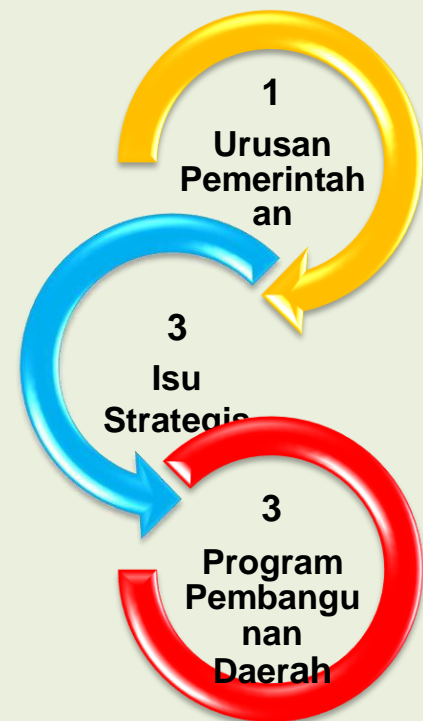 1
Urusan
Pemerintah
an
3
Isu
Strategis
3
Program
Pembangu
nan
Daerah